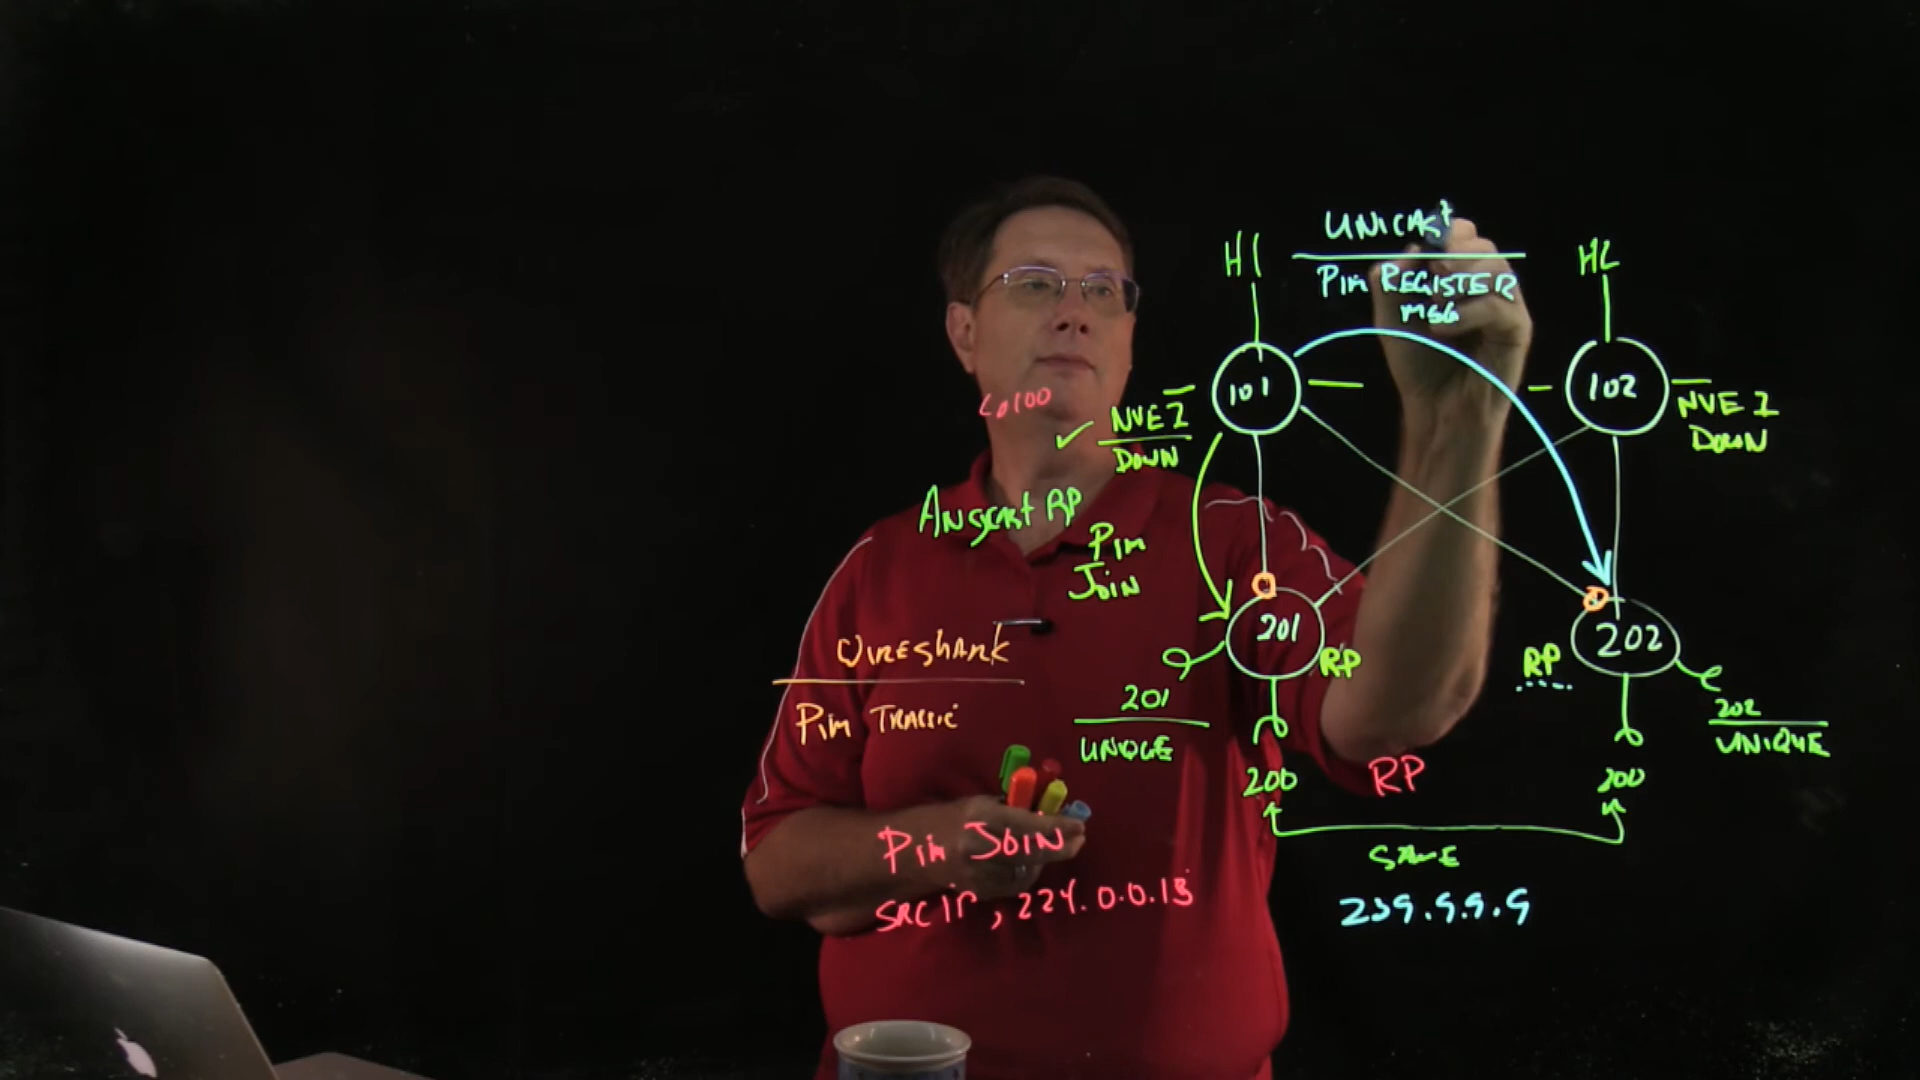 UNICAST
PIM REGISTER
MSG
H1
H2
101
102
Lo100
NVE 1
DOWN
NVE 1
DOWN
ANYCAST RP
PIM
JOIN
WIRESHARK
PIM TRAFFIC
201
RP
RP
202
201
UNIQUE
202
UNIQUE
200
RP
200
SAME
PIM JOIN
SRC IP, 224.0.0.13
239.9.9.9